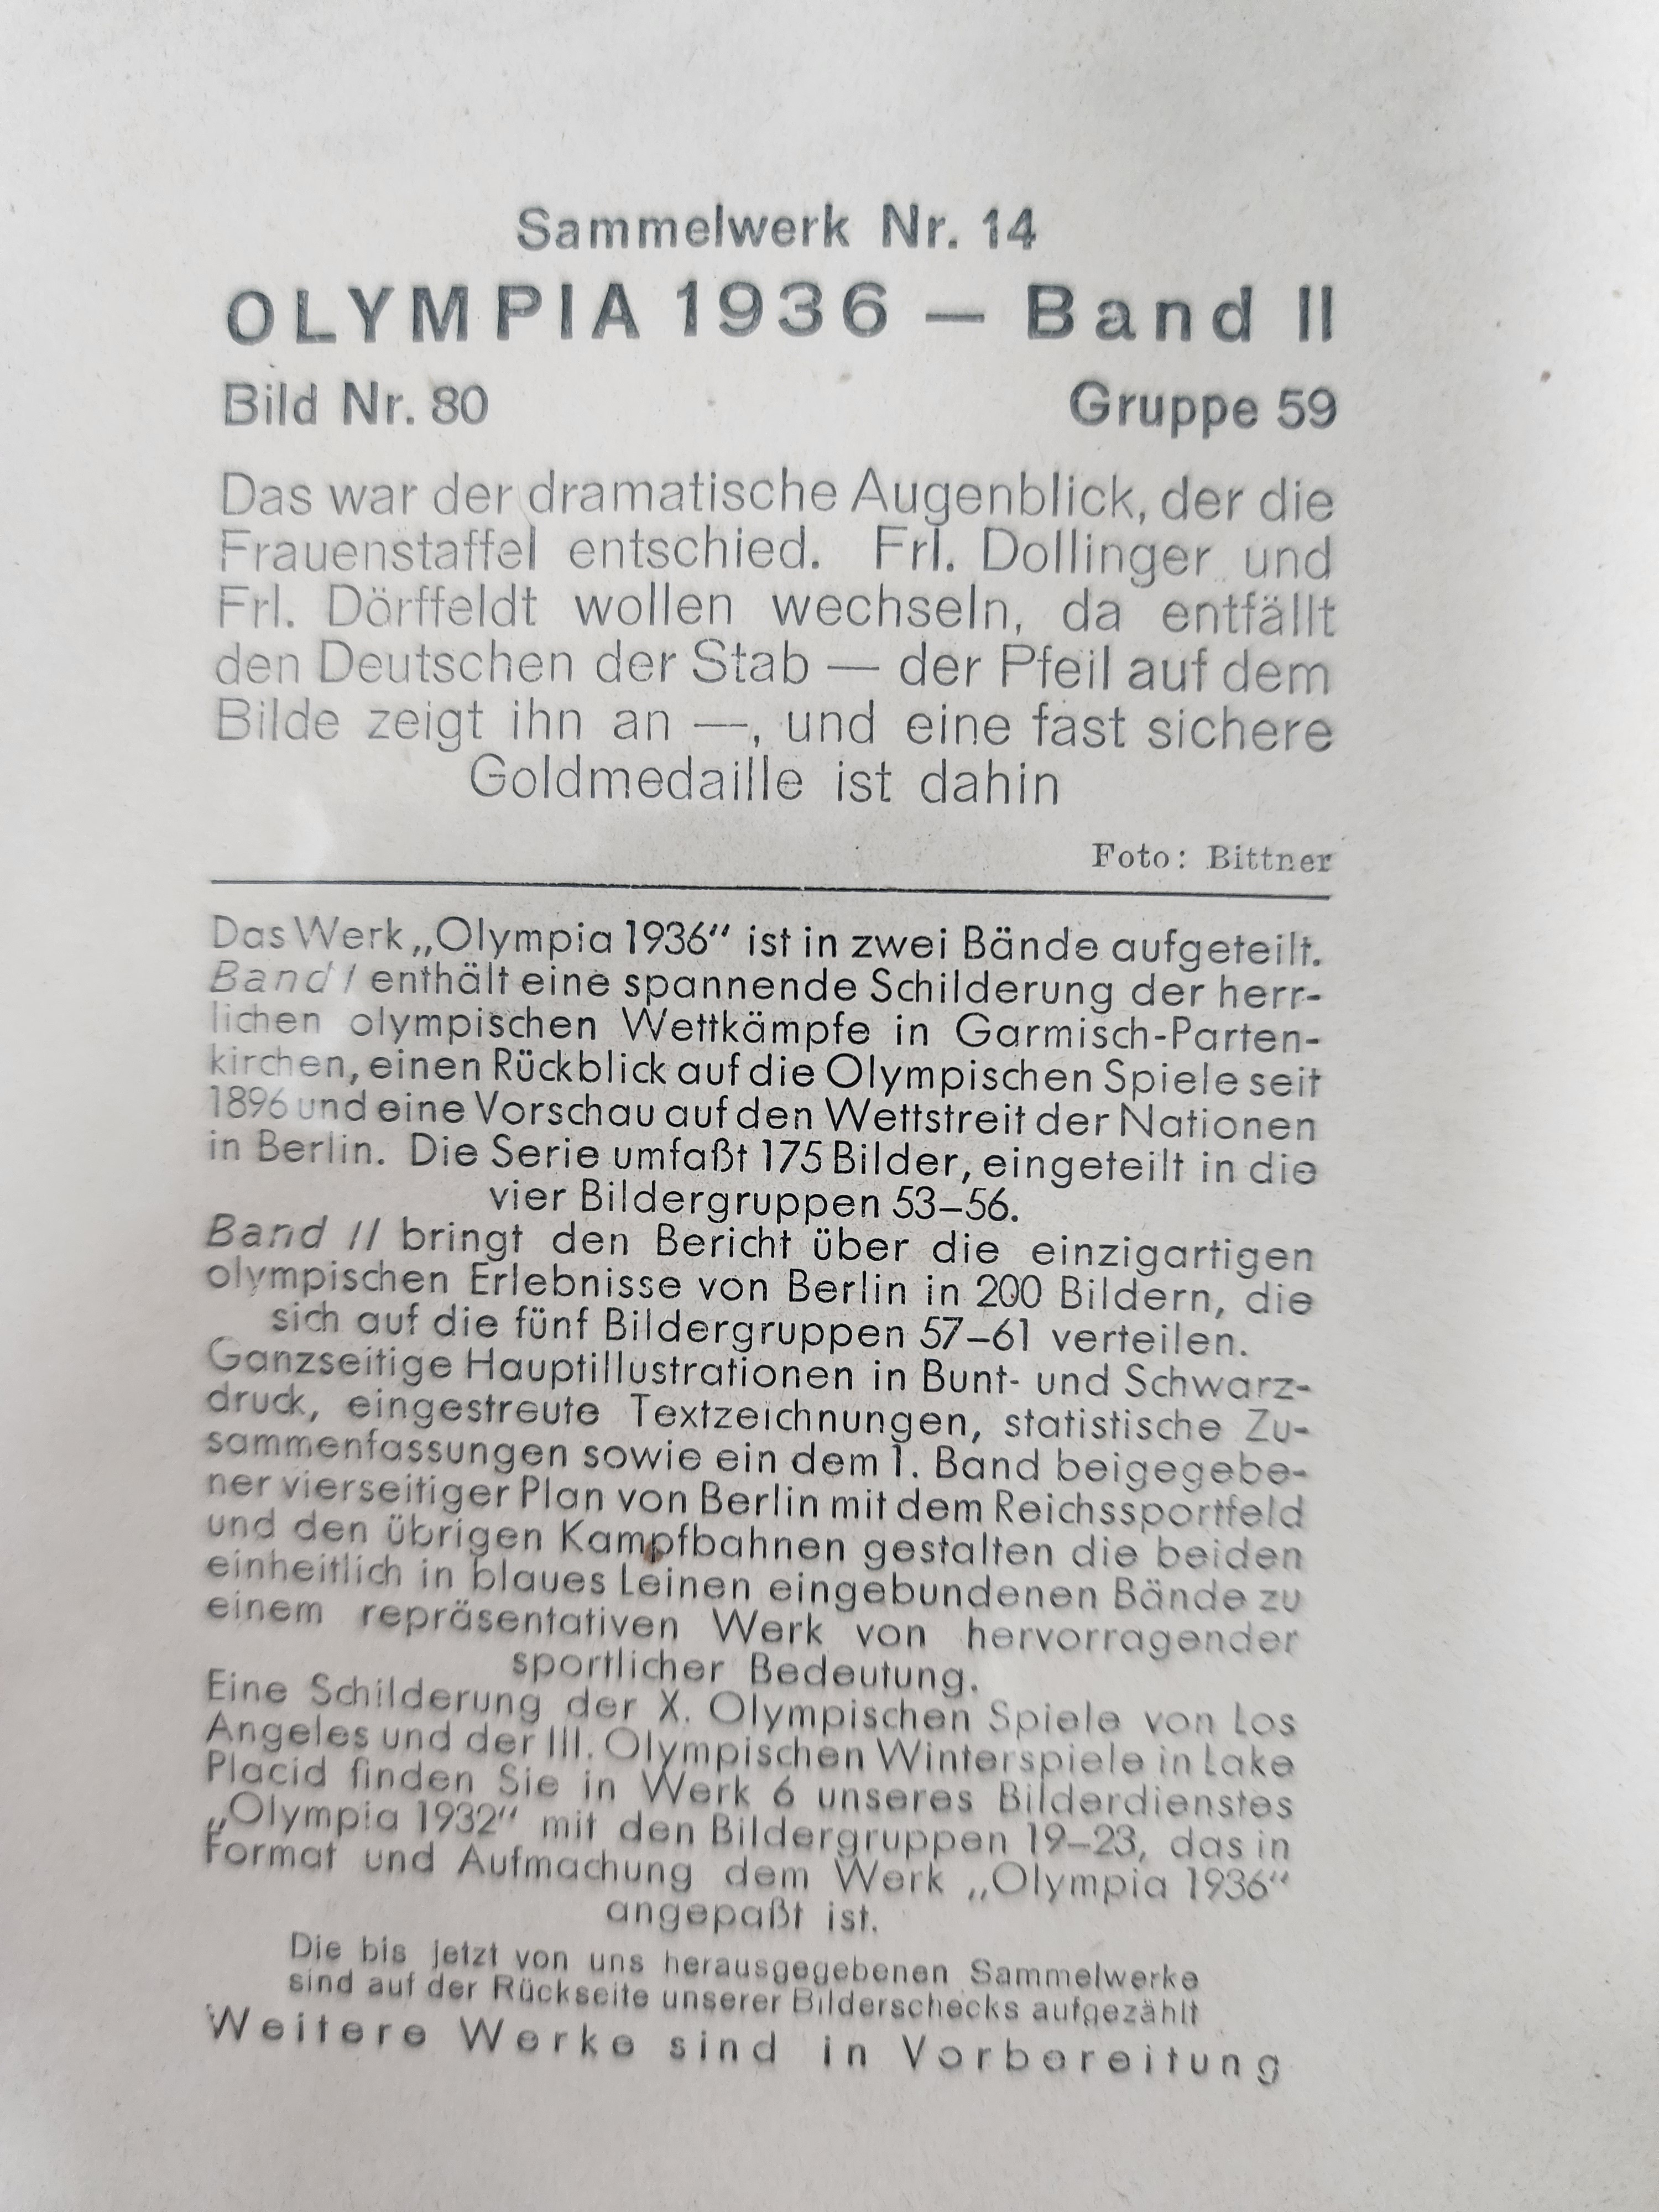 Sammelwerk Nr. 14
OLYMPIA 1936 — Band II
Bild Nr. 80 Gruppe 59
Das war der dramatische Augenblick, der die
Frauenstaffel entschied. Frl. Dollinger und
Frl. Dörffeldt wollen wechseln, da entfällt
den Deutschen der Stab — der Pfeil auf dem
Bilde zeigt ihn an —, und eine fast sichere
Goldmedaille ist dahin
Foto: Bittner
Das Werk „Olympia 1936“ ist in zwei Bände aufgeteilt.
Band I enthält eine spannende Schilderung der herr-
lichen olympischen Wettkämpfe in Garmisch-Parten-
kirchen, einen Rückblick auf die Olympischen Spiele seit
1896 und eine Vorschau auf den Wettstreit der Nationen
in Berlin. Die Serie umfaßt 175 Bilder, eingeteilt in die
vier Bildergruppen 53–56.
Band II bringt den Bericht über die einzigartigen
olympischen Erlebnisse von Berlin in 200 Bildern, die
sich auf die fünf Bildergruppen 57–61 verteilen.
Ganzseitige Hauptillustrationen in Bunt- und Schwarz-
druck, eingestreute Textzeichnungen, statistische Zu-
sammenfassungen sowie ein dem 1. Band beigegebe-
ner vierseitiger Plan von Berlin mit dem Reichssportfeld
und den übrigen Kampfbahnen gestalten die beiden
einheitlich in blaues Leinen eingebundenen Bände zu
einem repräsentativen Werk von hervorragender
sportlicher Bedeutung.
Eine Schilderung der X. Olympischen Spiele von Los
Angeles und der III. Olympischen Winterspiele in Lake
Placid finden Sie in Werk 6 unseres Bilderdienstes
„Olympia 1932“ mit den Bildergruppen 19–23, das in
Format und Aufmachung dem Werk „Olympia 1936“
angepaßt ist.
Die bis jetzt von uns herausgegebenen Sammelwerke
sind auf der Rückseite unserer Bilderschecks aufgezählt
Weitere Werke sind in Vorbereitung